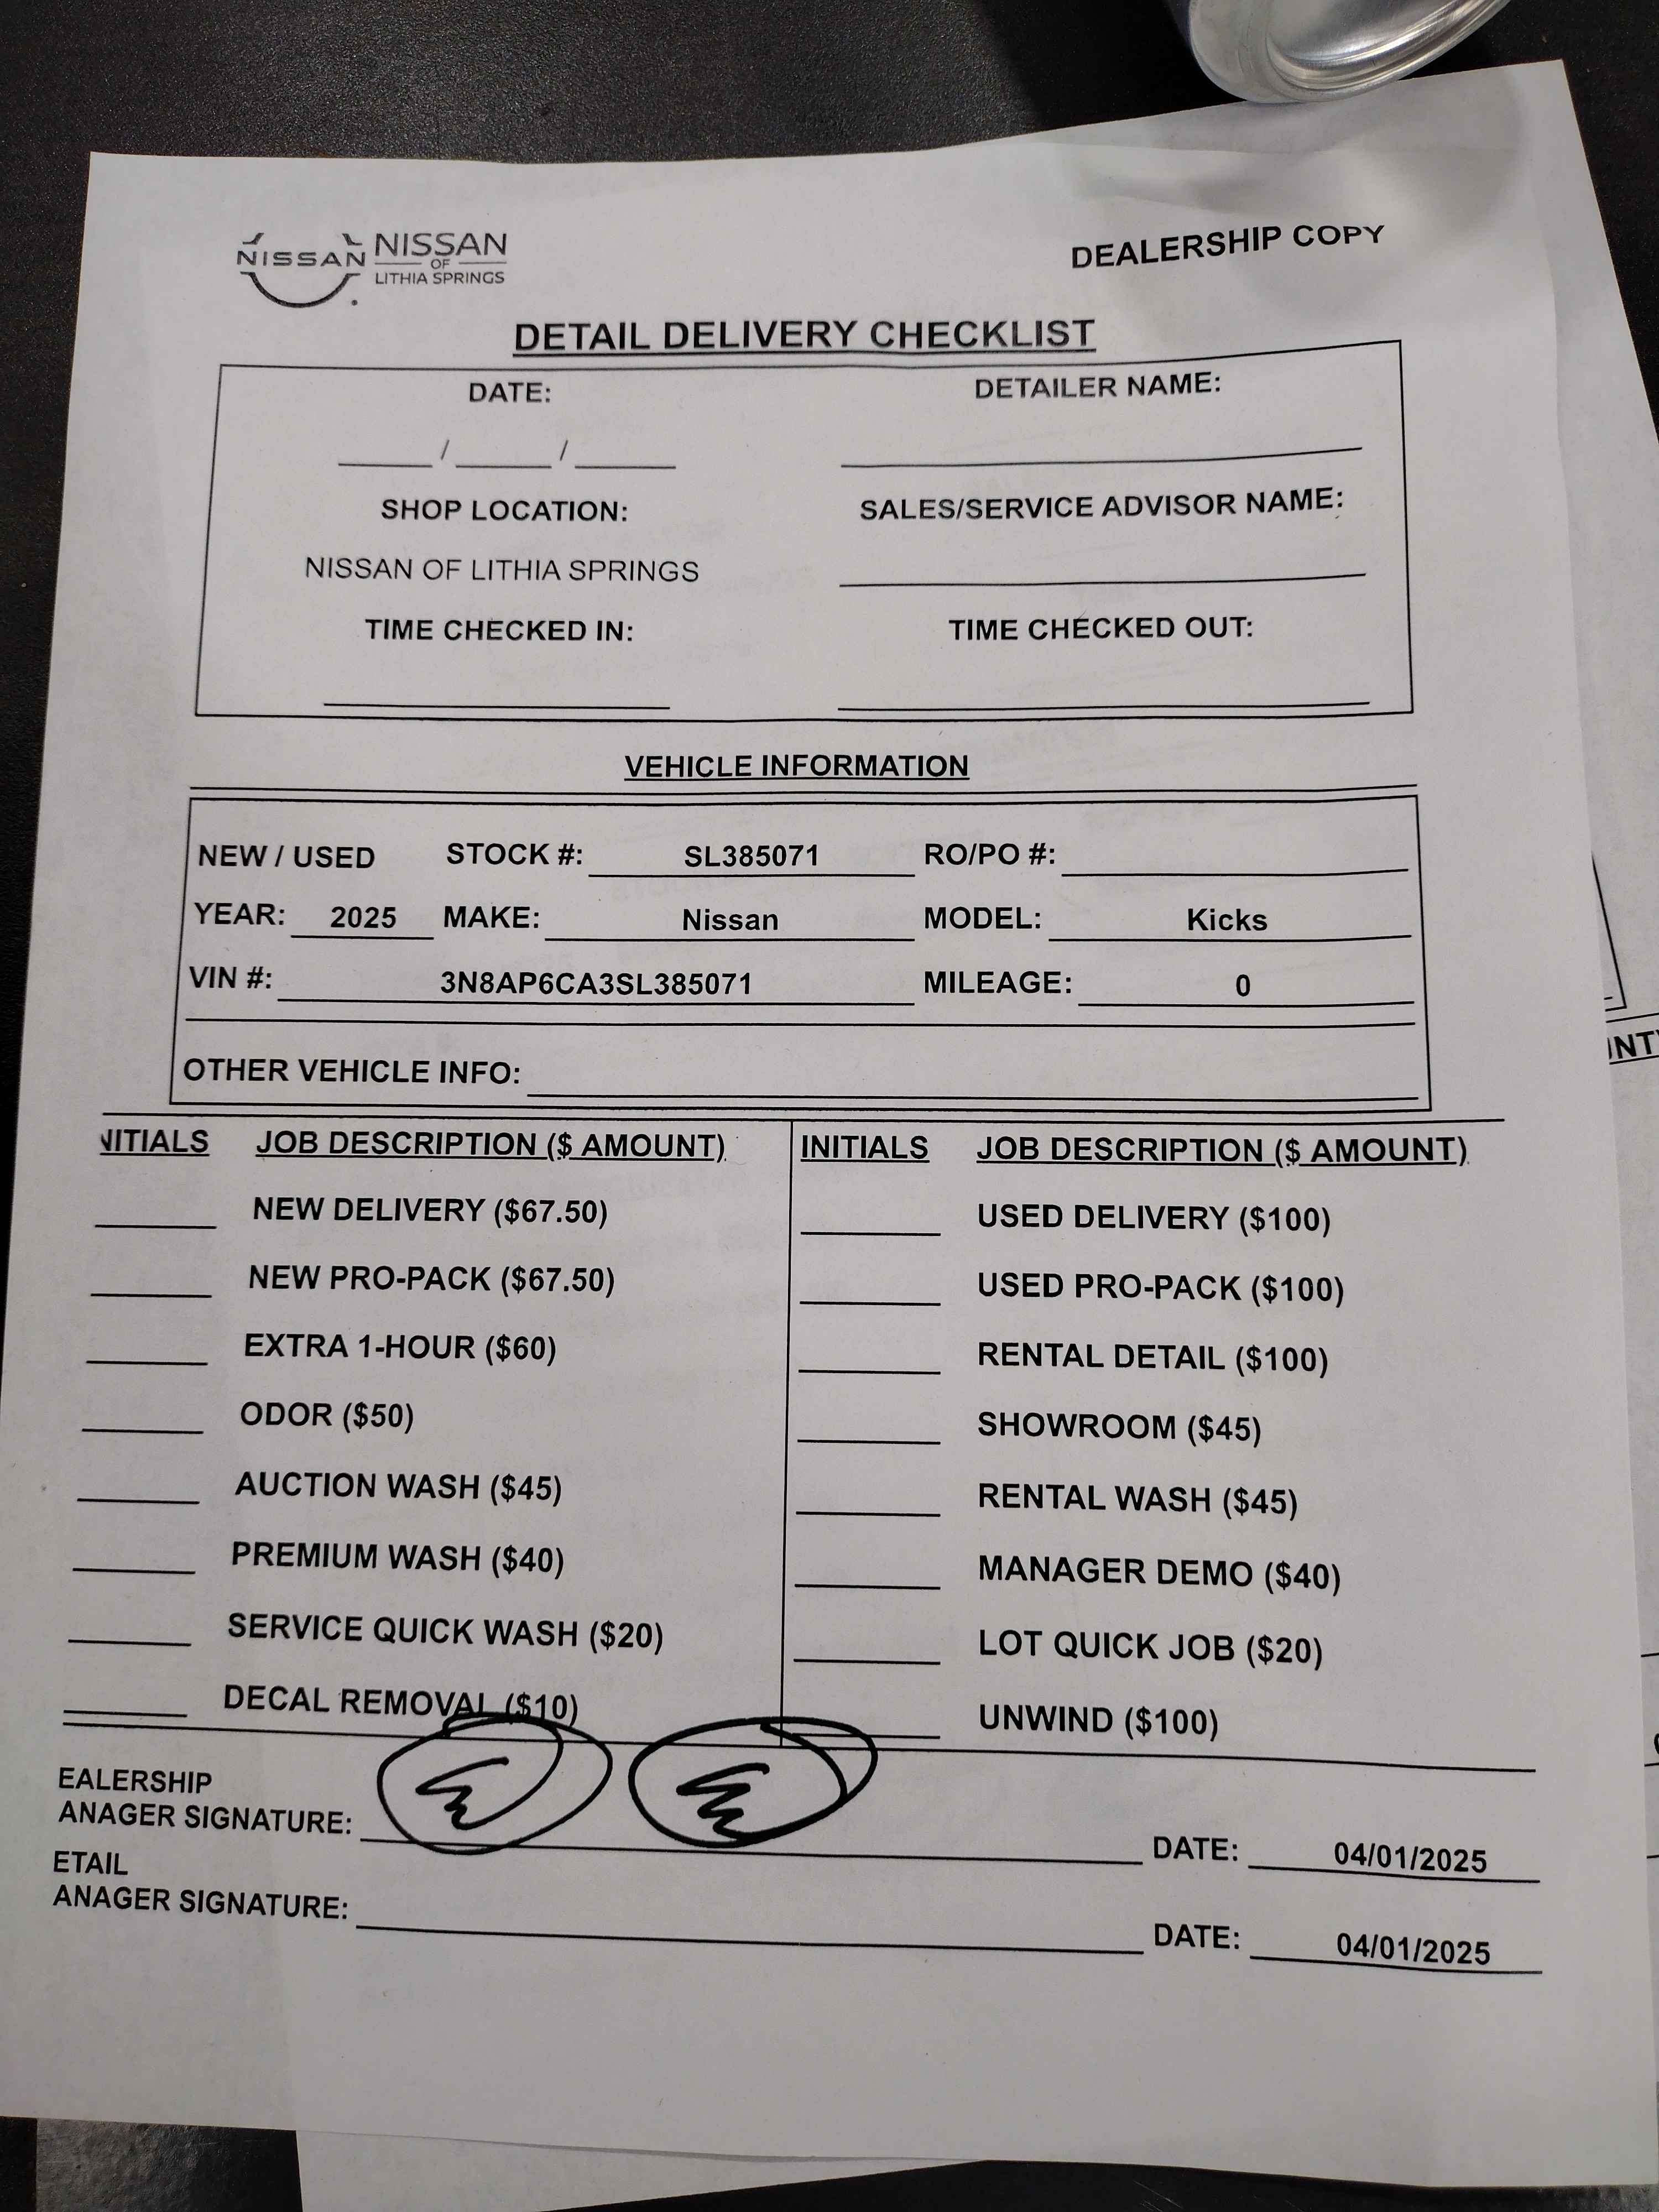 NISSAN
NISSAN
OF
LITHIA SPRINGS
DEALERSHIP COPY
DETAIL DELIVERY CHECKLIST
DATE: DETAILER NAME:
____/____/____ ____________
SHOP LOCATION: SALES/SERVICE ADVISOR NAME:
NISSAN OF LITHIA SPRINGS
TIME CHECKED IN: TIME CHECKED OUT:
VEHICLE INFORMATION
NEW / USED STOCK #: SL385071 RO/PO #:
YEAR: 2025 MAKE: Nissan MODEL: Kicks
VIN #: 3N8AP6CA3SL385071 MILEAGE: 0
OTHER VEHICLE INFO:
NITIALS JOB DESCRIPTION ($ AMOUNT) INITIALS JOB DESCRIPTION ($ AMOUNT)
NEW DELIVERY ($67.50) USED DELIVERY ($100)
NEW PRO-PACK ($67.50) USED PRO-PACK ($100)
EXTRA 1-HOUR ($60) RENTAL DETAIL ($100)
ODOR ($50) SHOWROOM ($45)
AUCTION WASH ($45) RENTAL WASH ($45)
PREMIUM WASH ($40) MANAGER DEMO ($40)
SERVICE QUICK WASH ($20) LOT QUICK JOB ($20)
DECAL REMOVAL ($10) UNWIND ($100)
EALERSHIP
ANAGER SIGNATURE: DATE: 04/01/2025
ETAIL
ANAGER SIGNATURE: DATE: 04/01/2025